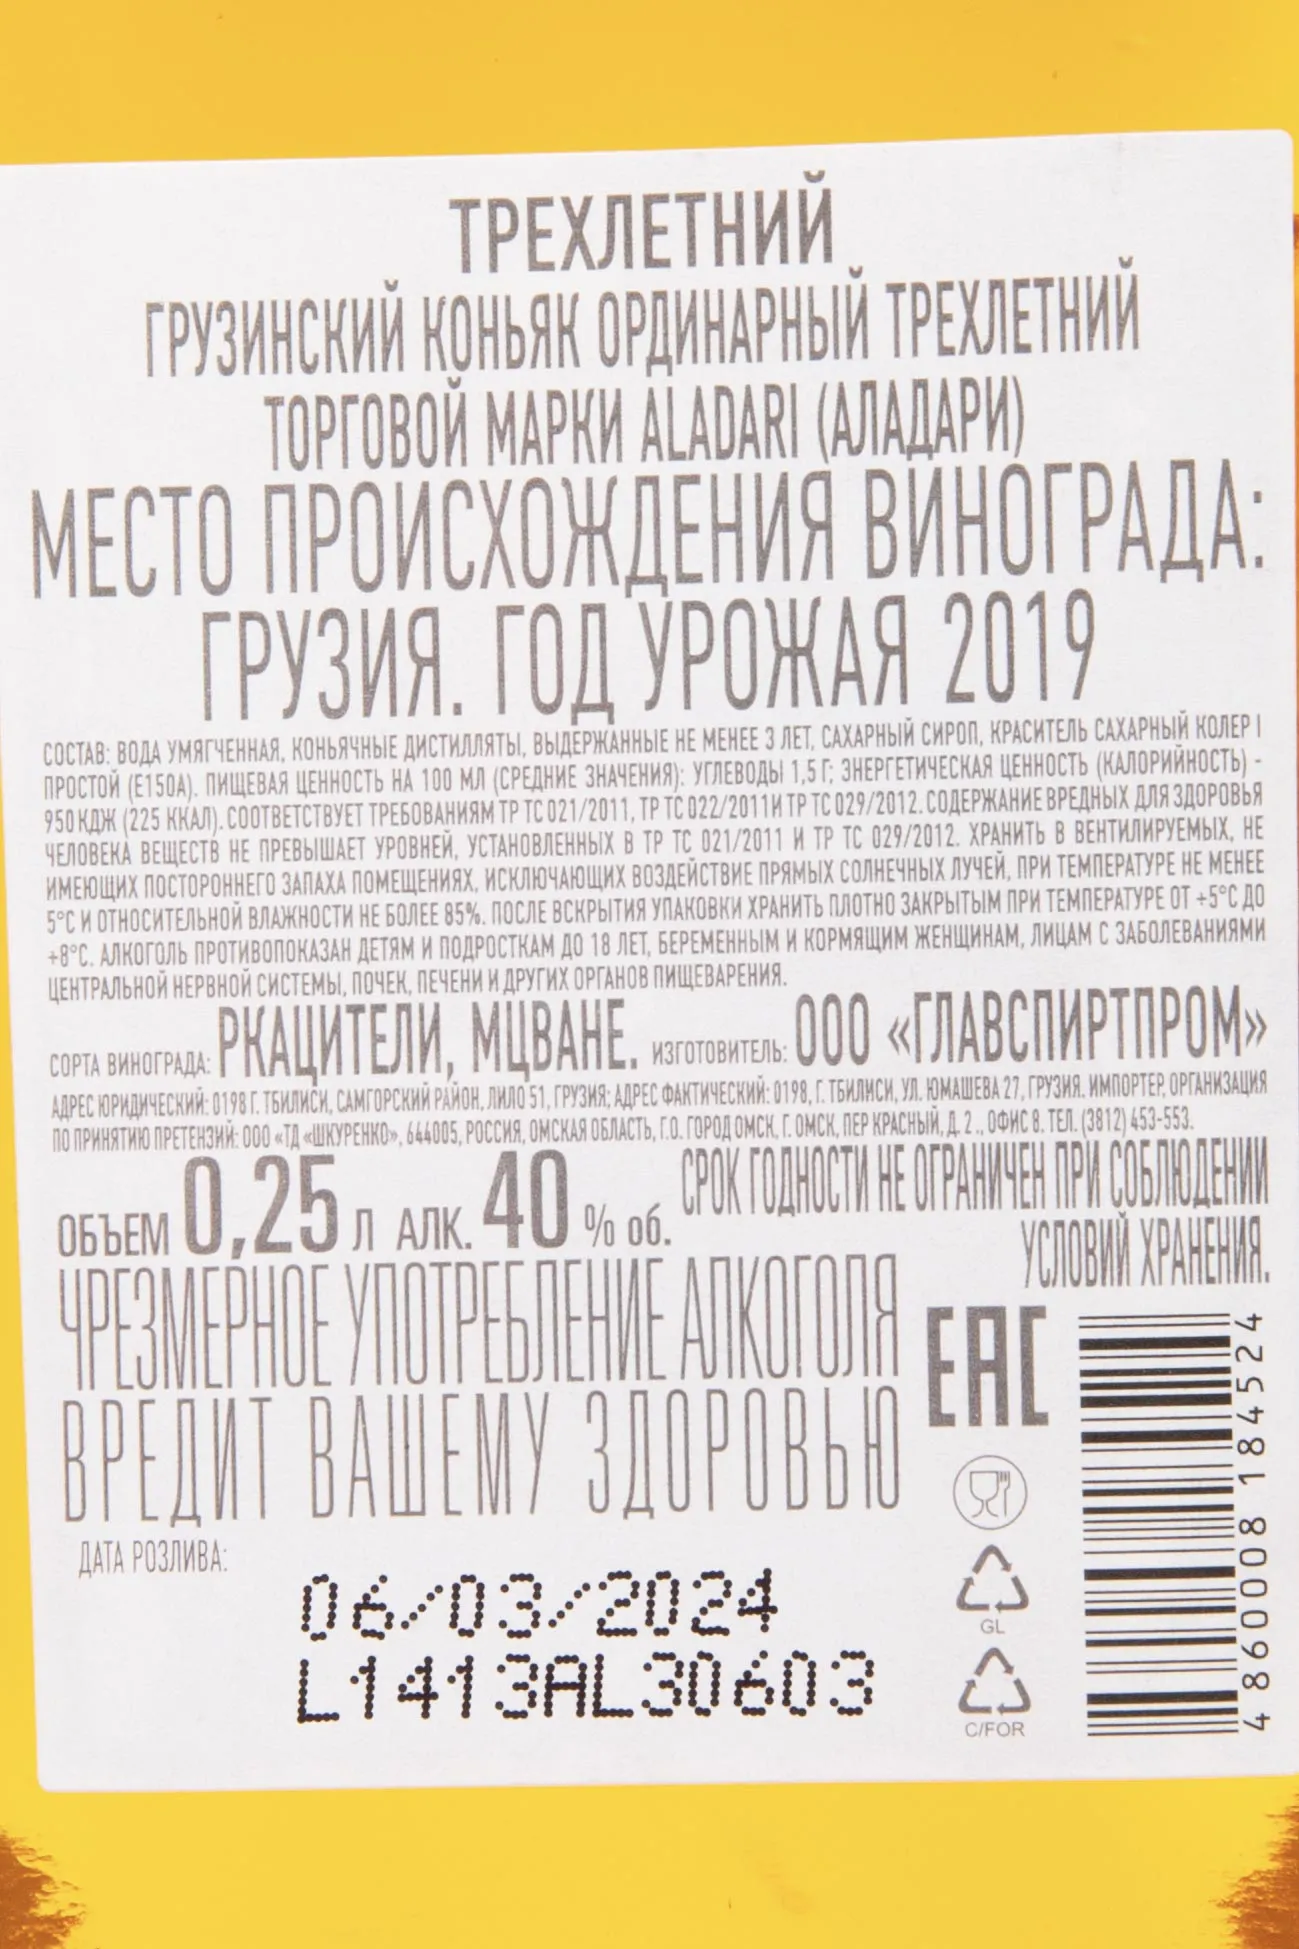 ТРЕХЛЕТНИЙ
ГРУЗИНСКИЙ КОНЬЯК ОРДИНАРНЫЙ ТРЕХЛЕТНИЙ
ТОРГОВОЙ МАРКИ ALADARI (АЛАДАРИ)
МЕСТО ПРОИСХОЖДЕНИЯ ВИНОГРАДА:
ГРУЗИЯ. ГОД УРОЖАЯ 2019
СОСТАВ: ВОДА УМЯГЧЕННАЯ, КОНЬЯЧНЫЕ ДИСТИЛЛЯТЫ, ВЫДЕРЖАННЫЕ НЕ МЕНЕЕ 3 ЛЕТ, САХАРНЫЙ СИРОП, КРАСИТЕЛЬ САХАРНЫЙ КОЛЕР I
ПРОСТОЙ (Е150А). ПИЩЕВАЯ ЦЕННОСТЬ НА 100 МЛ (СРЕДНИЕ ЗНАЧЕНИЯ): УГЛЕВОДЫ 1,5 Г; ЭНЕРГЕТИЧЕСКАЯ ЦЕННОСТЬ (КАЛОРИЙНОСТЬ) -
950 КДЖ (225 ККАЛ). СООТВЕТСТВУЕТ ТРЕБОВАНИЯМ ТР ТС 021/2011, ТР ТС 022/2011 И ТР ТС 029/2012. СОДЕРЖАНИЕ ВРЕДНЫХ ДЛЯ ЗДОРОВЬЯ
ЧЕЛОВЕКА ВЕЩЕСТВ НЕ ПРЕВЫШАЕТ УРОВНЕЙ, УСТАНОВЛЕННЫХ В ТР ТС 021/2011 И ТР ТС 029/2012. ХРАНИТЬ В ВЕНТИЛИРУЕМЫХ, НЕ
ИМЕЮЩИХ ПОСТОРОННЕГО ЗАПАХА ПОМЕЩЕНИЯХ, ИСКЛЮЧАЮЩИХ ВОЗДЕЙСТВИЕ ПРЯМЫХ СОЛНЕЧНЫХ ЛУЧЕЙ, ПРИ ТЕМПЕРАТУРЕ НЕ МЕНЕЕ
5°С И ОТНОСИТЕЛЬНОЙ ВЛАЖНОСТИ НЕ БОЛЕЕ 85%. ПОСЛЕ ВСКРЫТИЯ УПАКОВКИ ХРАНИТЬ ПЛОТНО ЗАКРЫТЫМ ПРИ ТЕМПЕРАТУРЕ ОТ +5°С ДО
+8°С. АЛКОГОЛЬ ПРОТИВОПОКАЗАН ДЕТЯМ И ПОДРОСТКАМ ДО 18 ЛЕТ, БЕРЕМЕННЫМ И КОРМЯЩИМ ЖЕНЩИНАМ, ЛИЦАМ С ЗАБОЛЕВАНИЯМИ
ЦЕНТРАЛЬНОЙ НЕРВНОЙ СИСТЕМЫ, ПОЧЕК, ПЕЧЕНИ И ДРУГИХ ОРГАНОВ ПИЩЕВАРЕНИЯ.
СОРТА ВИНОГРАДА: РКАЦИТЕЛИ, МЦВАНЕ. ИЗГОТОВИТЕЛЬ: ООО «ГЛАВСПИРТПРОМ»
АДРЕС ЮРИДИЧЕСКИЙ: 0198 Г. ТБИЛИСИ, САМГОРСКИЙ РАЙОН, ЛИЛО 51, ГРУЗИЯ; АДРЕС ФАКТИЧЕСКИЙ: 0198, Г. ТБИЛИСИ, УЛ. ЮМАШЕВА 27, ГРУЗИЯ. ИМПОРТЕР, ОРГАНИЗАЦИЯ
ПО ПРИНЯТИЮ ПРЕТЕНЗИЙ: ООО «ТД «ШКУРЕНКО», 644005, РОССИЯ, ОМСКАЯ ОБЛАСТЬ, Г.О. ГОРОД ОМСК, Г. ОМСК, ПЕР КРАСНЫЙ, Д. 2 ., ОФИС 8. ТЕЛ. (3812) 453-553.
ОБЪЕМ 0,25 Л АЛК. 40 % об. СРОК ГОДНОСТИ НЕ ОГРАНИЧЕН ПРИ СОБЛЮДЕНИИ
УСЛОВИЙ ХРАНЕНИЯ.
ЧРЕЗМЕРНОЕ УПОТРЕБЛЕНИЕ АЛКОГОЛЯ
ВРЕДИТ ВАШЕМУ ЗДОРОВЬЮ
EAC
4 860008 184524
GL
C/FOR
ДАТА РОЗЛИВА:
06/03/2024
L1413AL30603